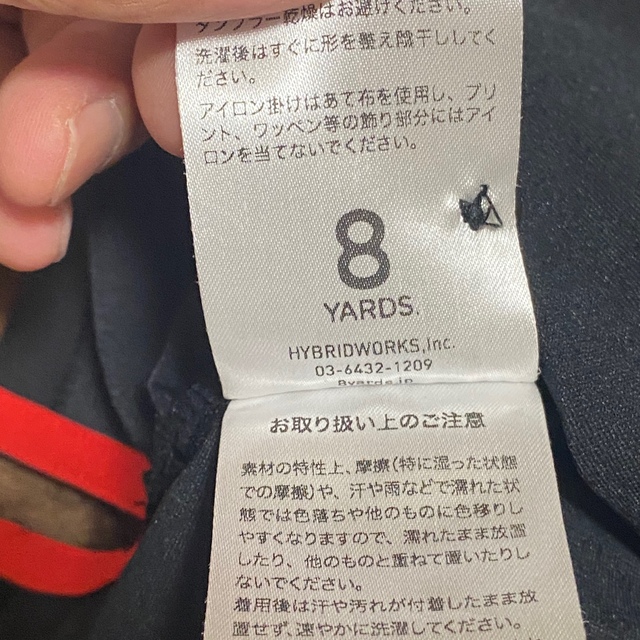 タンブラー乾燥はお避けください。
洗濯後はすぐに形を整え陰干ししてく
ださい。
アイロン掛けはあて布を使用し、プリ
ント、ワッペン等の飾り部分にはアイ
ロンを当てないでください。
8
YARDS.
HYBRIDWORKS,Inc.
03-6432-1209
8yards.jp
お取り扱い上のご注意
素材の特性上、摩擦(特に湿った状態
での摩擦)や、汗や雨などで濡れた状
態では色落ちや他のものに色移りし
やすくなりますので、濡れたまま放置
したり、他のものと重ねて置いたりし
ないでください。
着用後は汗や汚れが付着したまま放
置せず、速やかに洗濯してください。